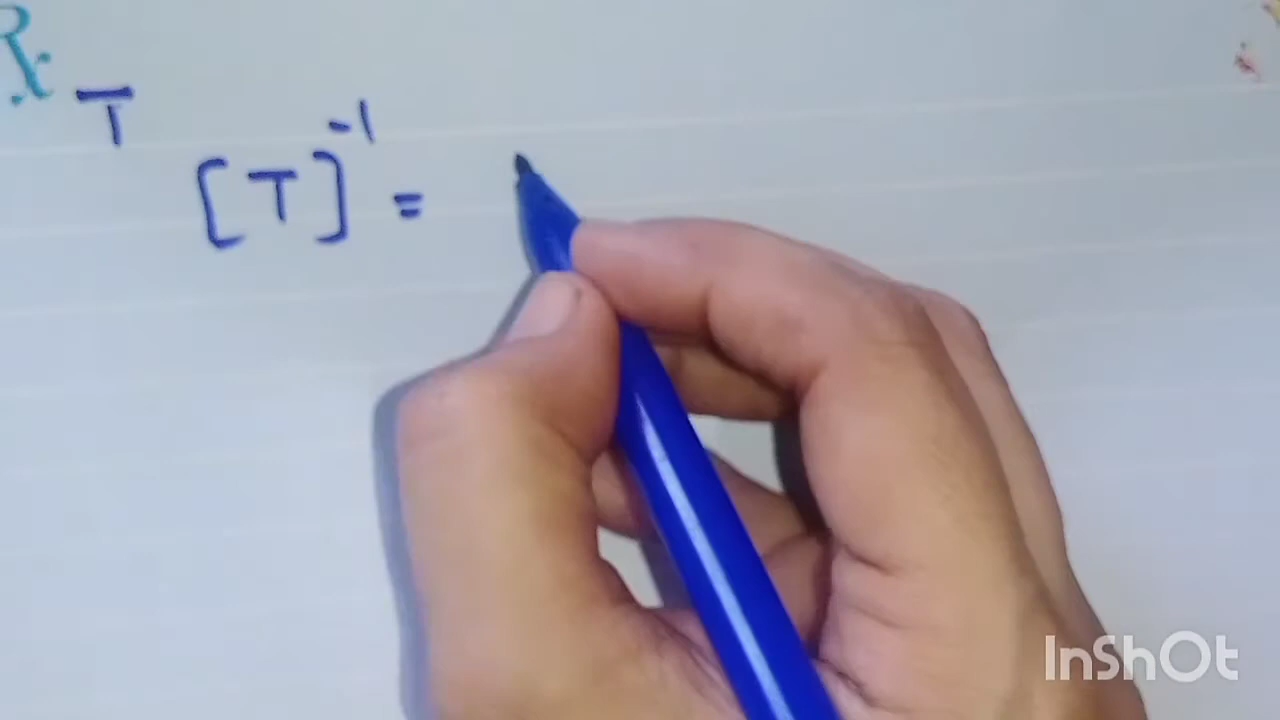 T
[T]⁻¹ =
InShOt